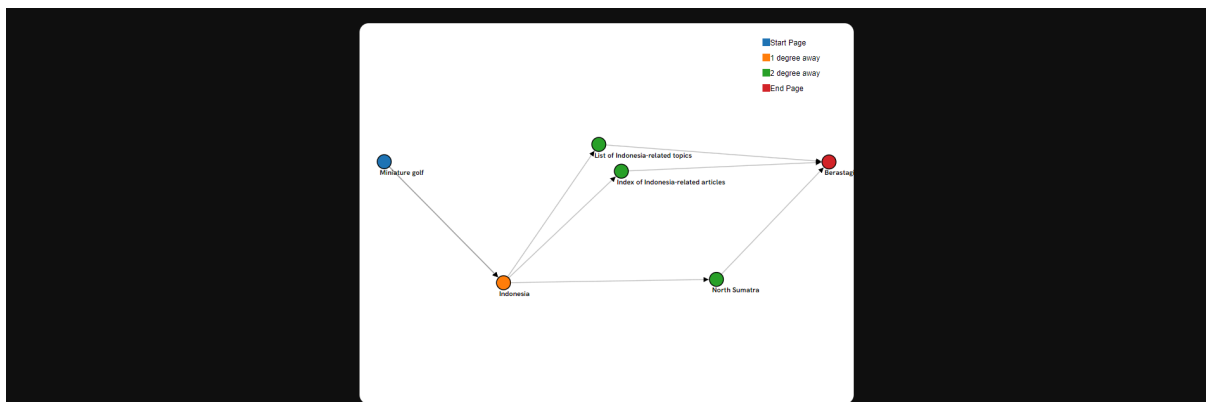 Start Page
1 degree away
2 degree away
End Page
List of Indonesia-related topics
Miniature golf
Berastagi
Index of Indonesia-related articles
Indonesia
North Sumatra